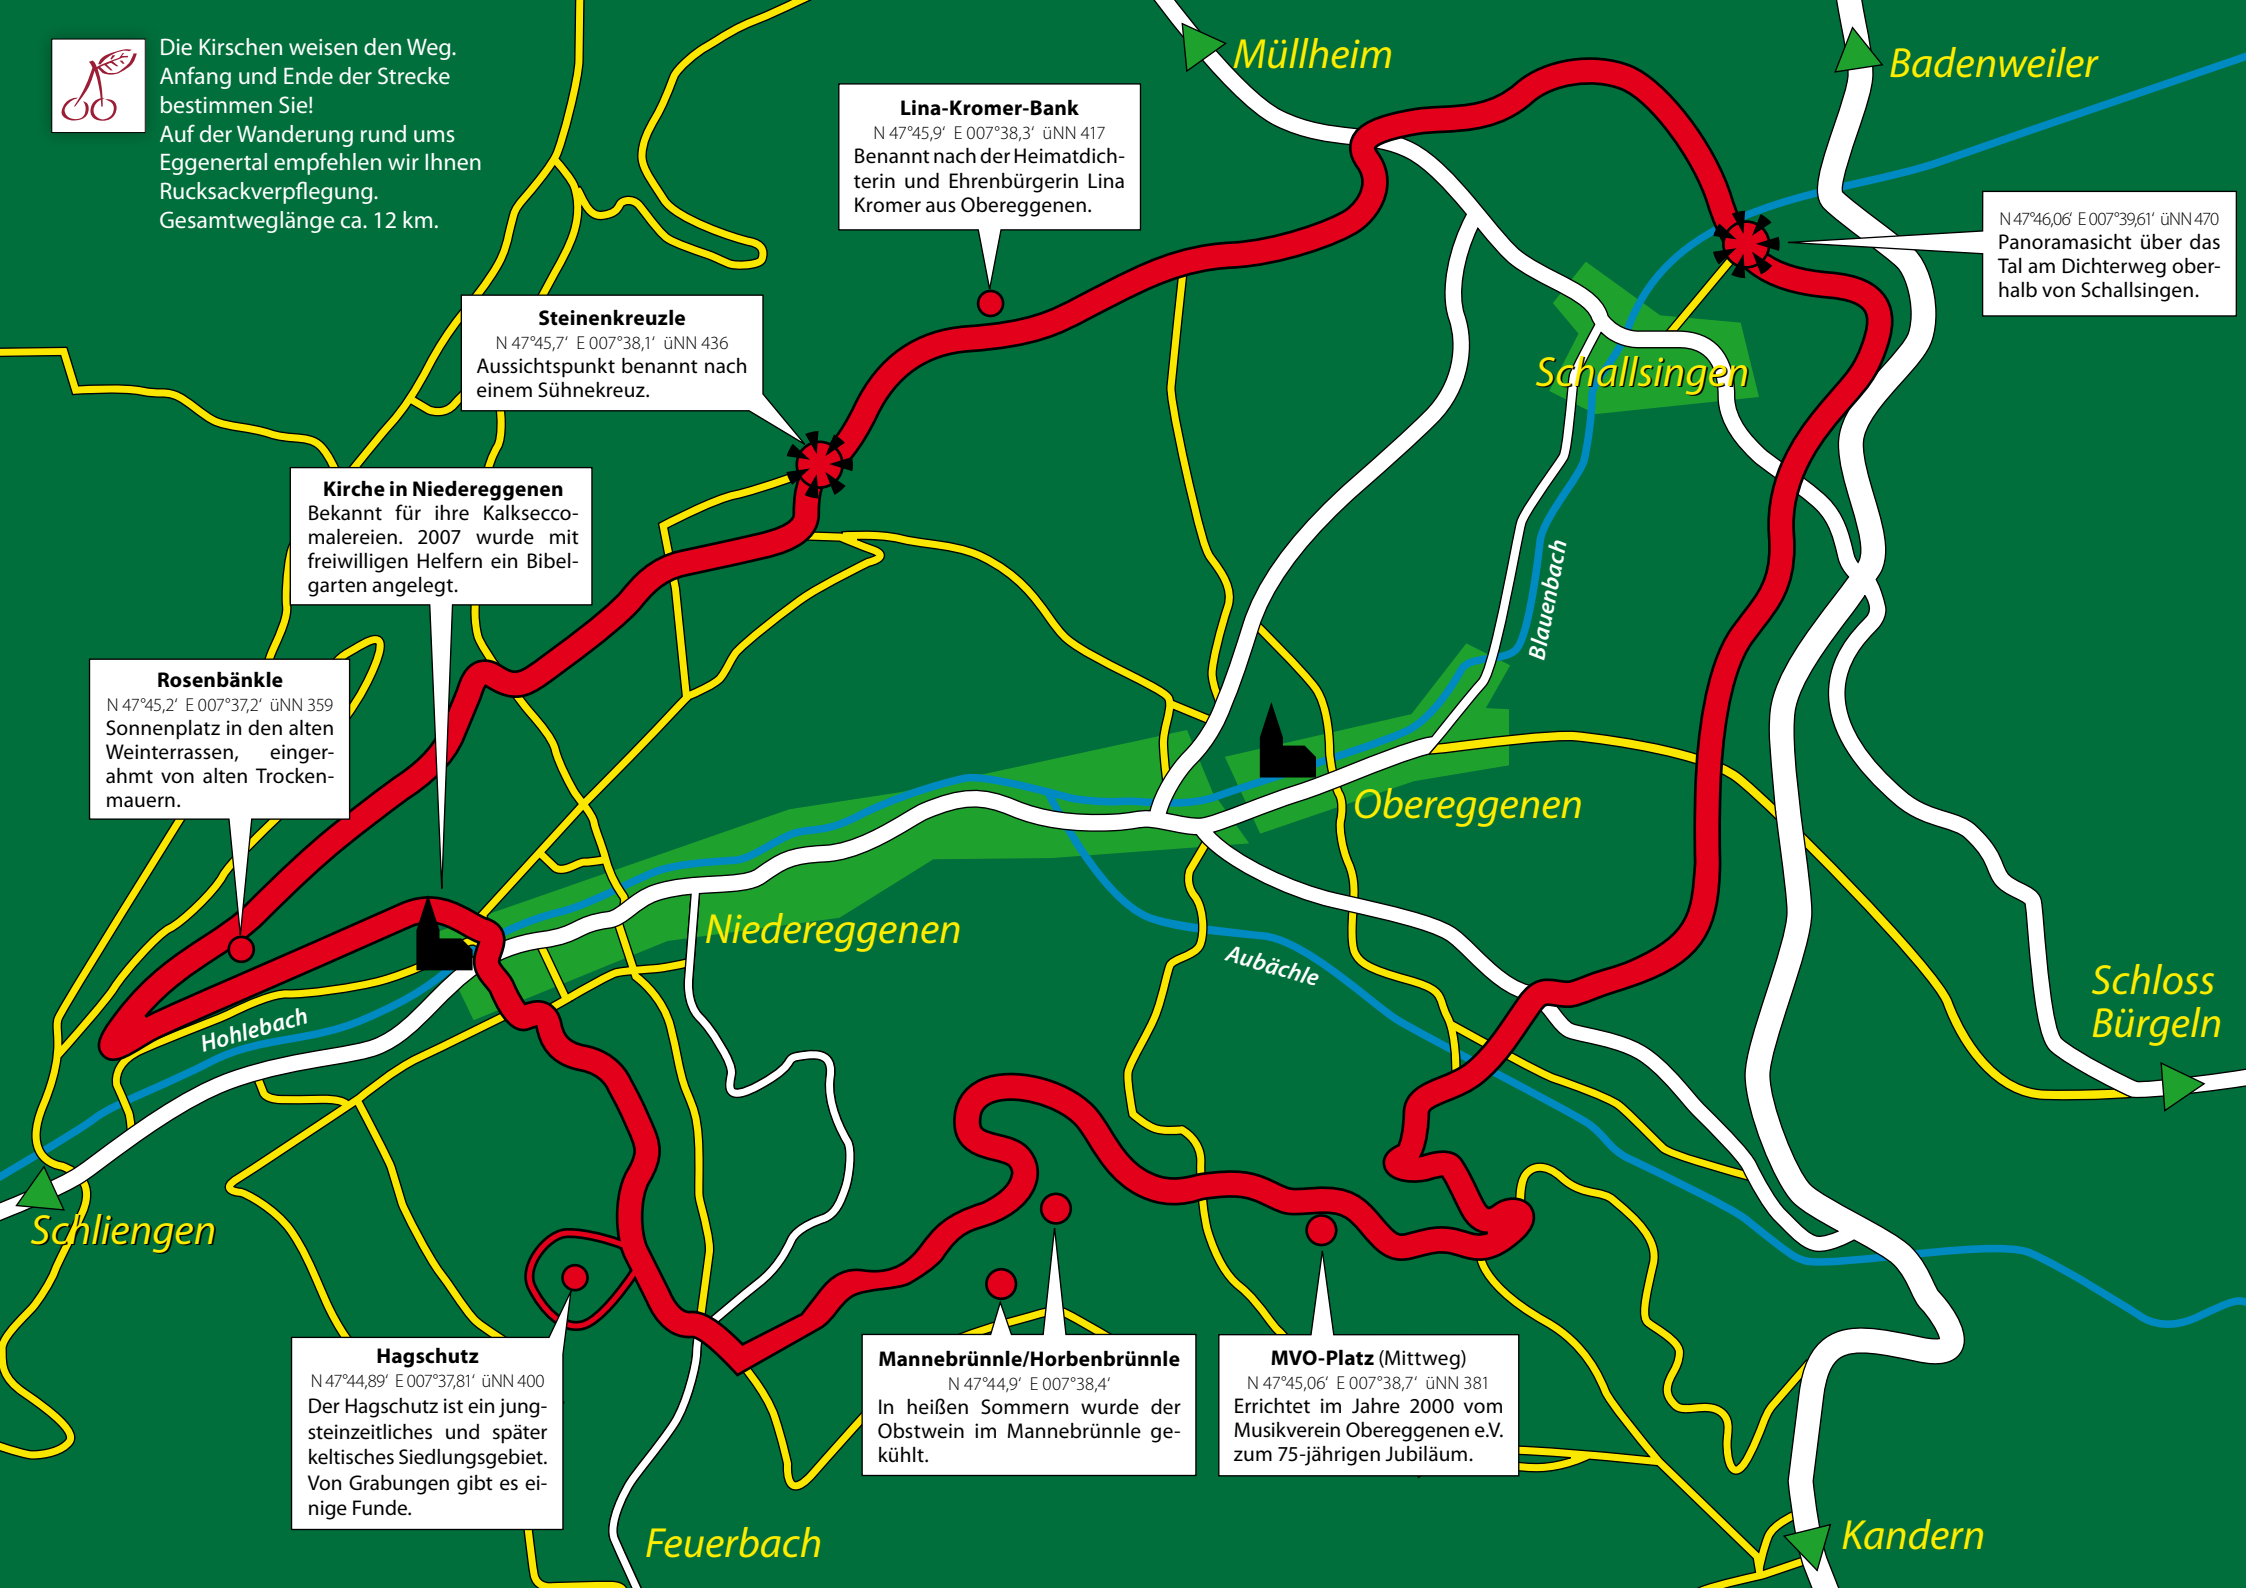 Die Kirschen weisen den Weg.
Anfang und Ende der Strecke
bestimmen Sie!
Auf der Wanderung rund ums
Eggenertal empfehlen wir Ihnen
Rucksackverpflegung.
Gesamtweglänge ca. 12 km.
Müllheim
Badenweiler
Lina-Kromer-Bank
N 47°45,9‘ E 007°38,3‘ üNN 417
Benannt nach der Heimatdich-
terin und Ehrenbürgerin Lina
Kromer aus Obereggenen.
N 47°46,06‘ E 007°39,61‘ üNN 470
Panoramasicht über das
Tal am Dichterweg ober-
halb von Schallsingen.
Steinenkreuzle
N 47°45,7‘ E 007°38,1‘ üNN 436
Aussichtspunkt benannt nach
einem Sühnekreuz.
Schallsingen
Kirche in Niedereggenen
Bekannt für ihre Kalksecco-
malereien. 2007 wurde mit
freiwilligen Helfern ein Bibel-
garten angelegt.
Blauenbach
Rosenbänkle
N 47°45,2‘ E 007°37,2‘ üNN 359
Sonnenplatz in den alten
Weinterrassen, einger-
ahmt von alten Trocken-
mauern.
Obereggenen
Niedereggenen
Aubächle
Schloss
Bürgeln
Hohlebach
Schliengen
Hagschutz
N 47°44,89‘ E 007°37,81‘ üNN 400
Der Hagschutz ist ein jung-
steinzeitliches und später
keltisches Siedlungsgebiet.
Von Grabungen gibt es ei-
nige Funde.
Mannebrünnle/Horbenbrünnle
N 47°44,9‘ E 007°38,4‘
In heißen Sommern wurde der
Obstwein im Mannebrünnle ge-
kühlt.
MVO-Platz (Mittweg)
N 47°45,06‘ E 007°38,7‘ üNN 381
Errichtet im Jahre 2000 vom
Musikverein Obereggenen e.V.
zum 75-jährigen Jubiläum.
Feuerbach
Kandern